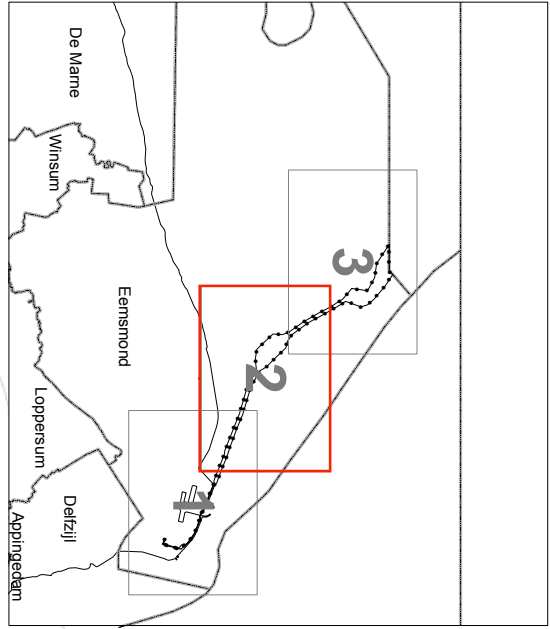 De Marne
Winsum
Eemsmond
Loppersum
Delfzijl
Appingedam
3
2
1